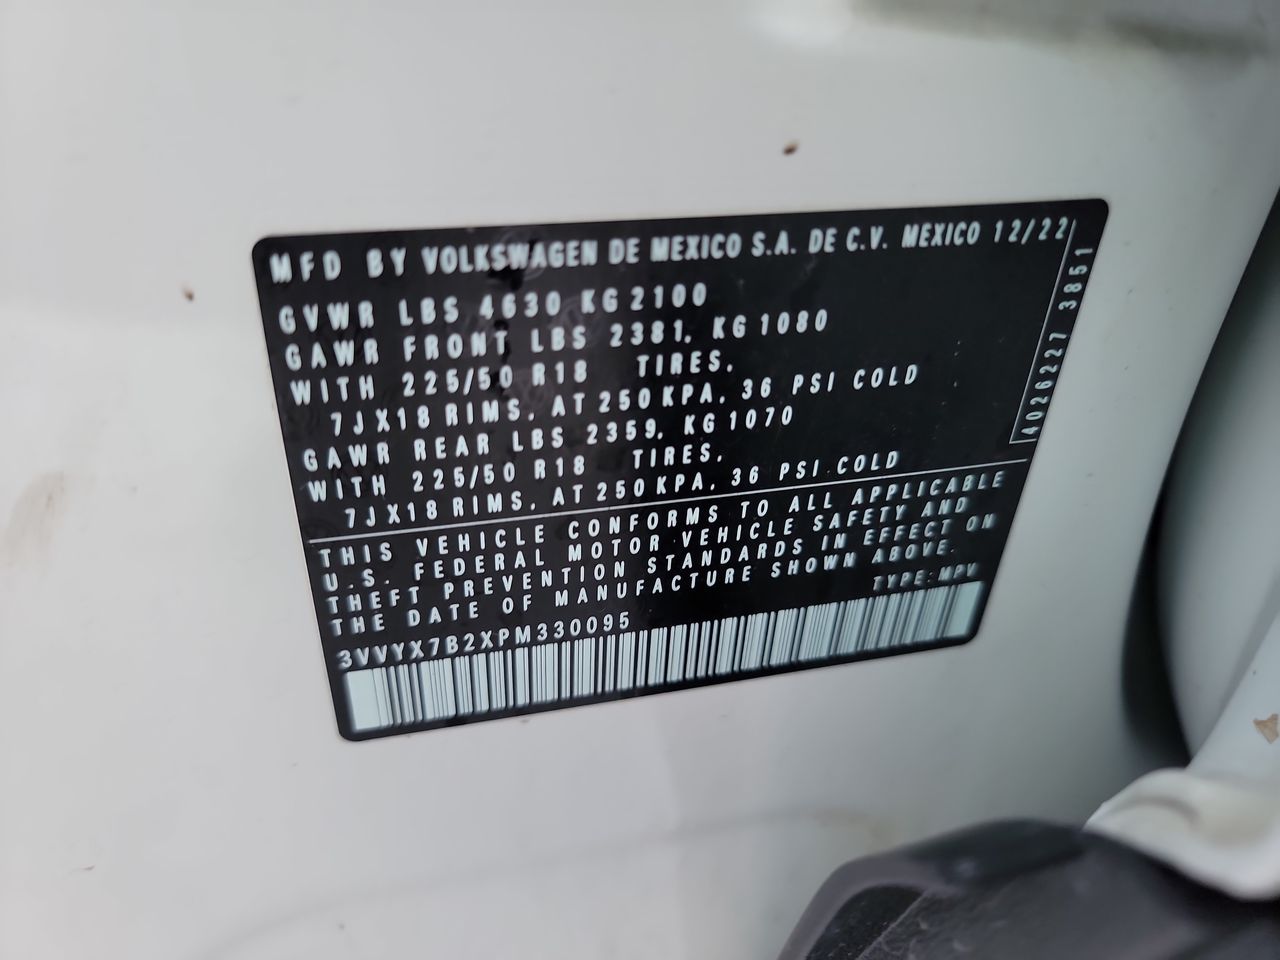 MFD BY VOLKSWAGEN DE MEXICO S.A. DE C.V. MEXICO 12/22
GVWR LBS 4630 KG 2100
GAWR FRONT LBS 2381, KG 1080
WITH 225/50 R18 TIRES,
7JX18 RIMS, AT 250 KPA, 36 PSI COLD
GAWR REAR LBS 2359, KG 1070
WITH 225/50 R18 TIRES,
7JX18 RIMS, AT 250 KPA, 36 PSI COLD
4026227 3851
THIS VEHICLE CONFORMS TO ALL APPLICABLE
U.S. FEDERAL MOTOR VEHICLE SAFETY AND
THEFT PREVENTION STANDARDS IN EFFECT ON
THE DATE OF MANUFACTURE SHOWN ABOVE.
TYPE: MPV
3VVYX7B2XPM330095